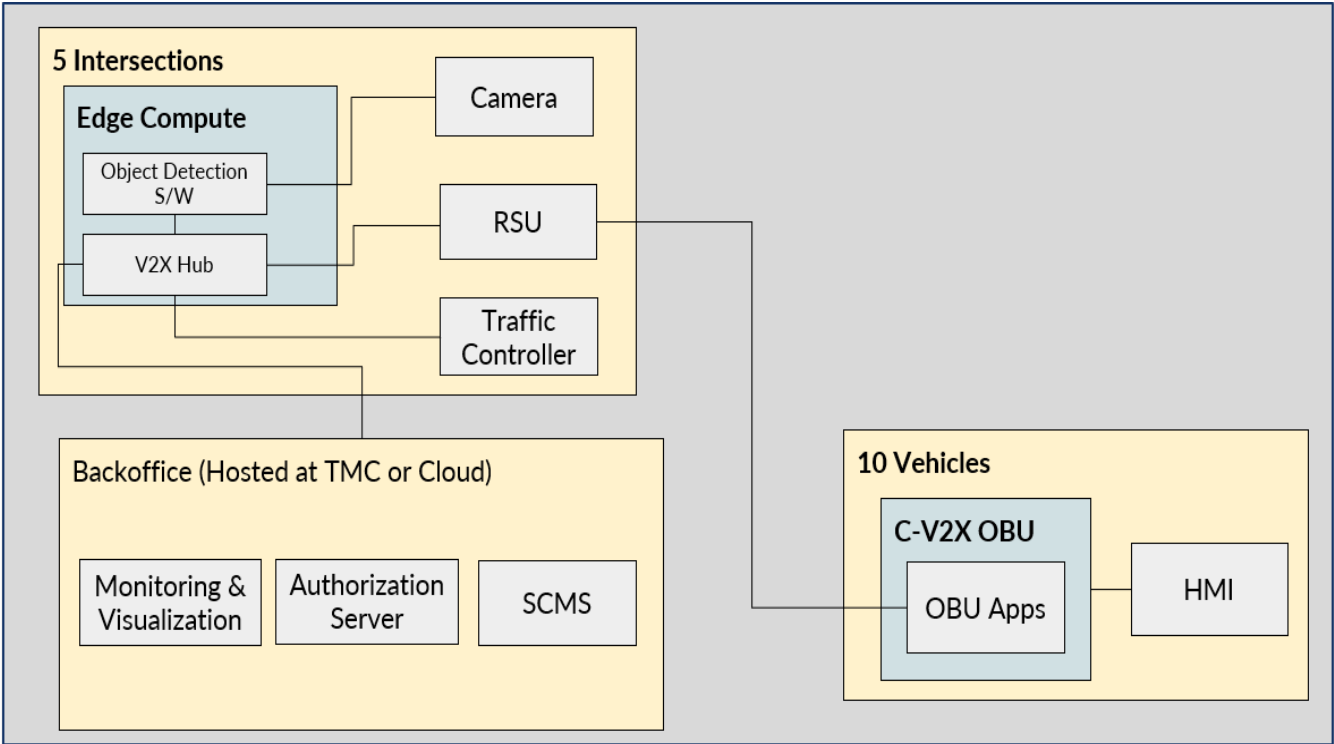 5 Intersections
Edge Compute
Object Detection
S/W
V2X Hub
Camera
RSU
Traffic
Controller
Backoffice (Hosted at TMC or Cloud)
Monitoring &
Visualization
Authorization
Server
SCMS
10 Vehicles
C-V2X OBU
OBU Apps
HMI